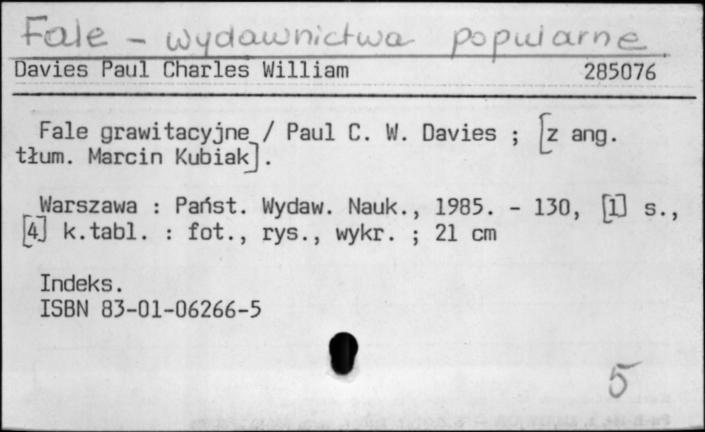 Fale - wydawnictwa popularne
Davies Paul Charles William 285076
Fale grawitacyjne / Paul C. W. Davies ; [z ang.
tłum. Marcin Kubiak].
Warszawa : Państ. Wydaw. Nauk., 1985. - 130, [1] s.,
[4] k.tabl. : fot., rys., wykr. ; 21 cm
Indeks.
ISBN 83-01-06266-5
5